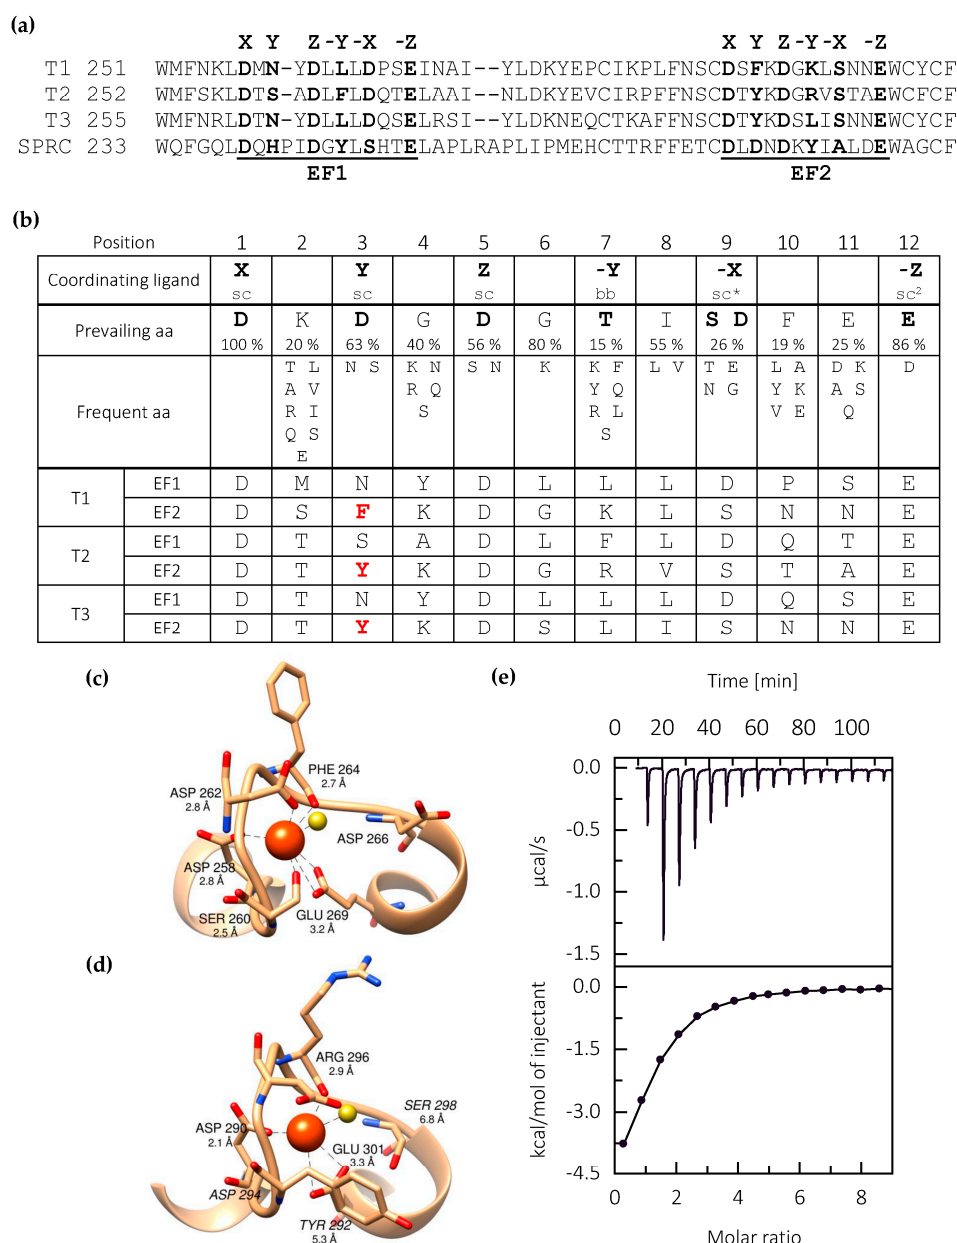 (a)
X Y Z -Y -X -Z X Y Z -Y -X -Z
T1 251 WMFNKLDMN-YDLLLDPSEINAI--YLDKYEPCIKPLFNSCDSFKDGKLSNNEWCYCF
T2 252 WMFSKLDTS-ADLFLDQTELAAI--NLDKYEVCIRPFFNSCDTYKDGRVSTAEWCFCF
T3 255 WMFNRLDTN-YDLLLDQSELRSI--YLDKNEQCTKAFFNSCDTYKDSLISNNEWCYCF
SPRC 233 WQFGQLDQHPIDGYLSHTELAPLRAPLIPMEHCTTRFFETCDLDNDKYIALDEWAGCF
EF1 EF2
(b)
Position 1 2 3 4 5 6 7 8 9 10 11 12
Coordinating ligand X Y Z -Y -X -Z
sc sc sc bb sc* sc²
Prevailing aa D K D G D G T I S D F E E
100 % 20 % 63 % 40 % 56 % 80 % 15 % 55 % 26 % 19 % 25 % 86 %
Frequent aa
T L N S K N S N K K F L V T E L A D K D
A V R Q Y Q N G Y K A S
R I S R L V E Q
Q S S
E
T1 EF1 D M N Y D L L L D P S E
EF2 D S F K D G K L S N N E
T2 EF1 D T S A D L F L D Q T E
EF2 D T Y K D G R V S T A E
T3 EF1 D T N Y D L L L D Q S E
EF2 D T Y K D S L I S N N E
(c)
PHE 264
2.7 Å
ASP 262
2.8 Å
ASP 266
ASP 258
2.8 Å
SER 260
2.5 Å
GLU 269
3.2 Å
(d)
ARG 296
2.9 Å
SER 298
6.8 Å
ASP 290
2.1 Å
GLU 301
3.3 Å
ASP 294
TYR 292
5.3 Å
(e)
Time [min]
0 20 40 60 80 100
0.0
-0.5
-1.0
-1.5
µcal/s
0.0
-1.5
-3.0
-4.5
kcal/mol of injectant
0 2 4 6 8
Molar ratio